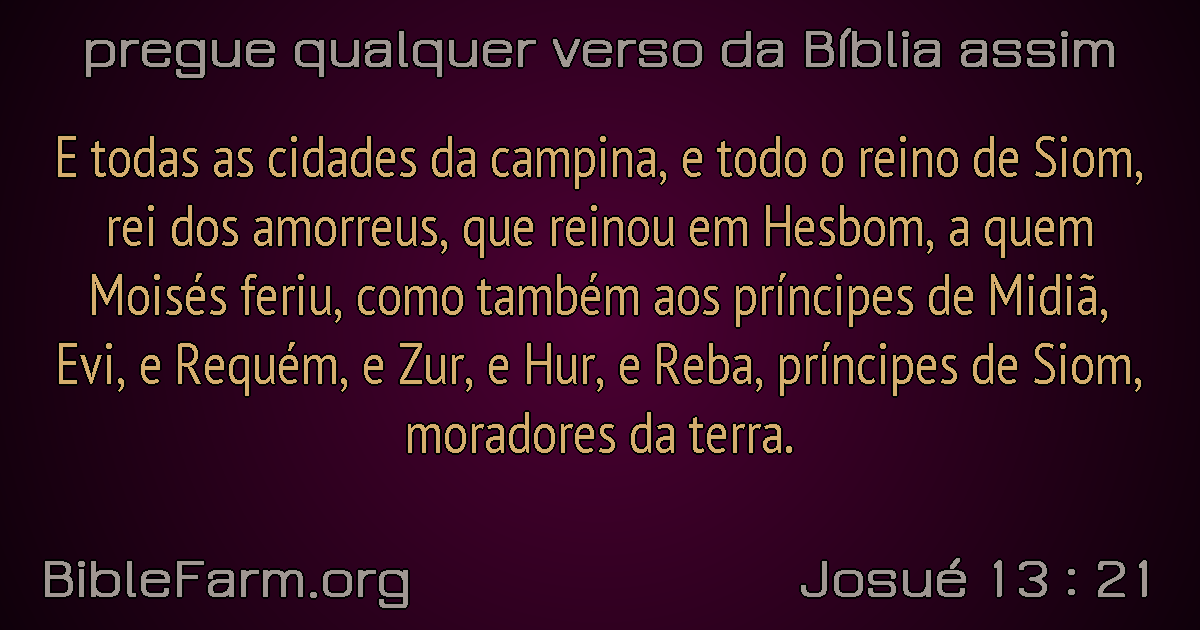 pregue qualquer verso da Bíblia assim
E todas as cidades da campina, e todo o reino de Siom,
rei dos amorreus, que reinou em Hesbom, a quem
Moisés feriu, como também aos príncipes de Midiã,
Evi, e Requém, e Zur, e Hur, e Reba, príncipes de Siom,
moradores da terra.
BibleFarm.org
Josué 13 : 21